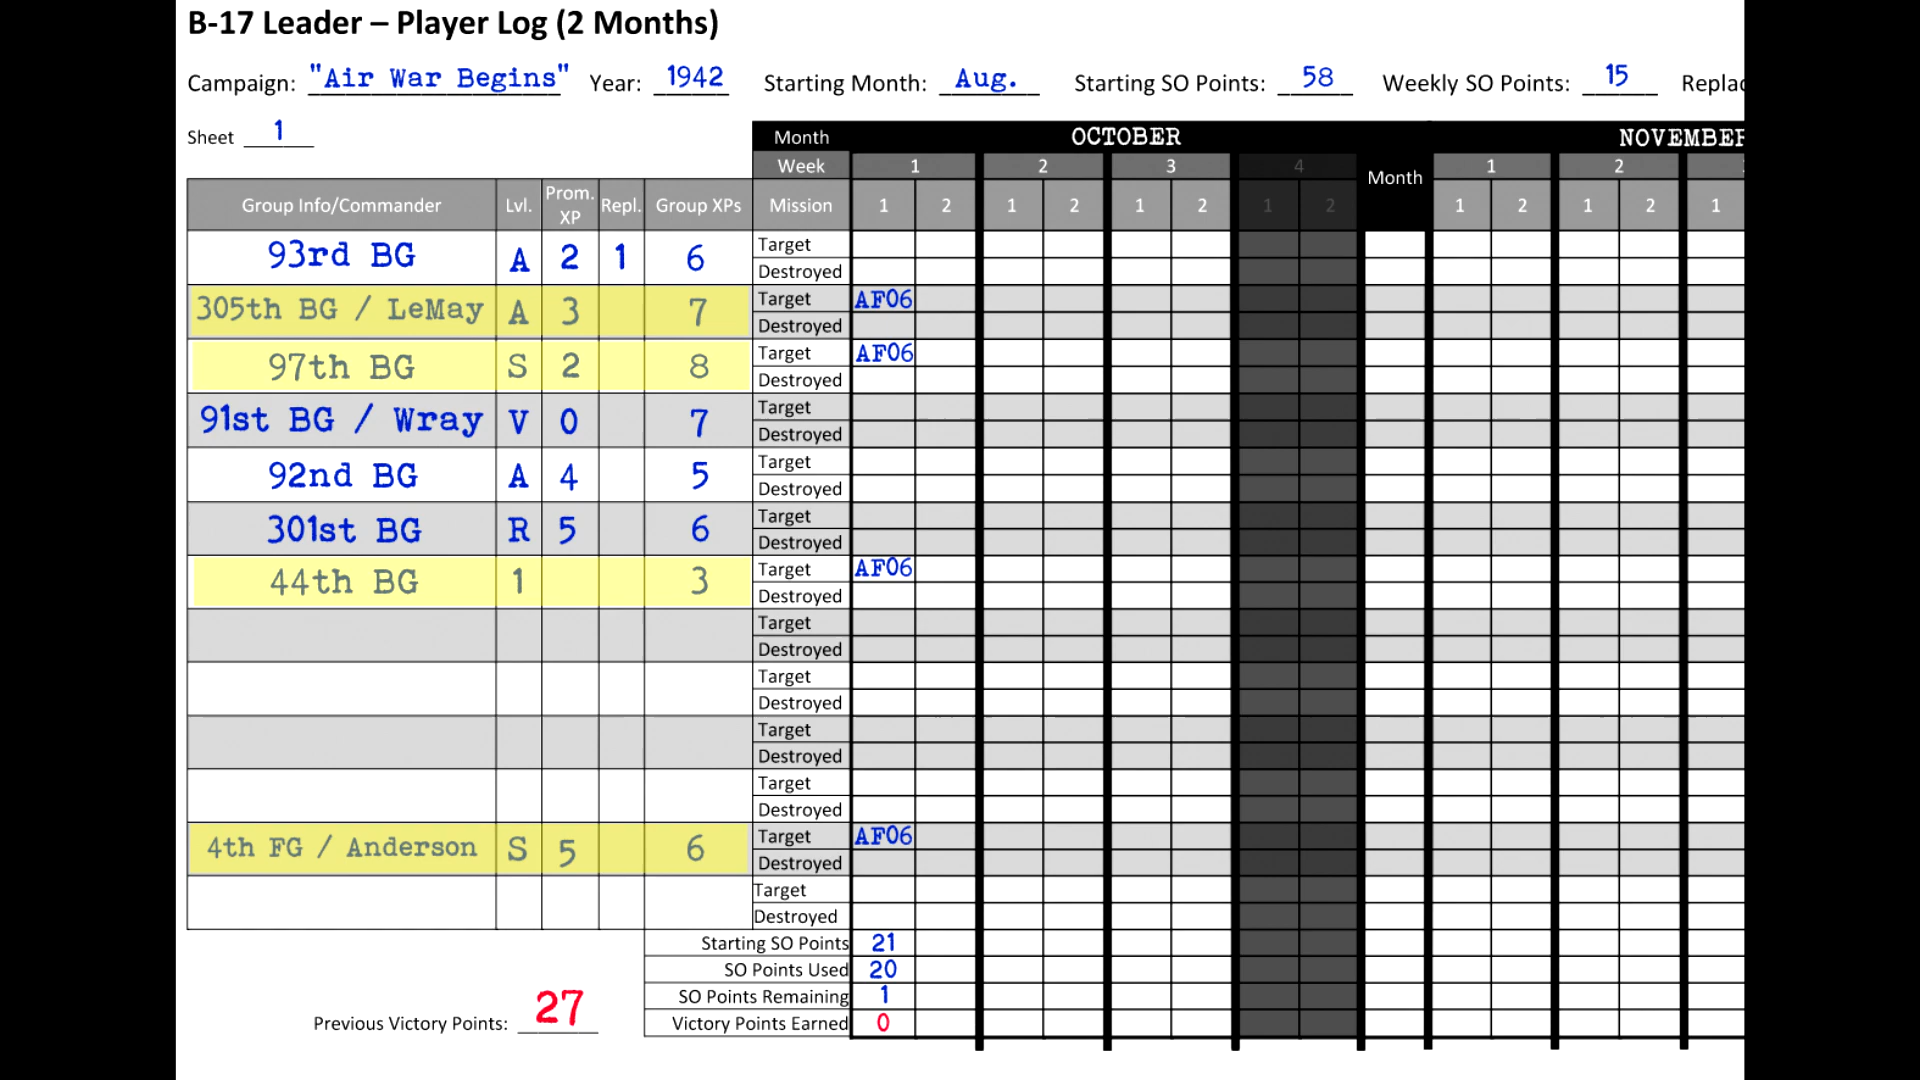 B-17 Leader – Player Log (2 Months)
Campaign: "Air War Begins" Year: 1942 Starting Month: Aug. Starting SO Points: 58 Weekly SO Points: 15 Replac
Sheet 1
Month OCTOBER NOVEMBER
Week 1 2 3 4 Month 1 2
Group Info/Commander Lvl. Prom. XP Repl. Group XPs Mission 1 2 1 2 1 2 1 2 1 2 1 2 1
93rd BG A 2 1 6 Target
Destroyed
305th BG / LeMay A 3 7 Target AF06
Destroyed
97th BG S 2 8 Target AF06
Destroyed
91st BG / Wray V 0 7 Target
Destroyed
92nd BG A 4 5 Target
Destroyed
301st BG R 5 6 Target
Destroyed
44th BG 1 3 Target AF06
Destroyed
Target
Destroyed
Target
Destroyed
Target
Destroyed
Target
Destroyed
4th FG / Anderson S 5 6 Target AF06
Destroyed
Target
Destroyed
Starting SO Points 21
SO Points Used 20
SO Points Remaining 1
Previous Victory Points: 27 Victory Points Earned 0